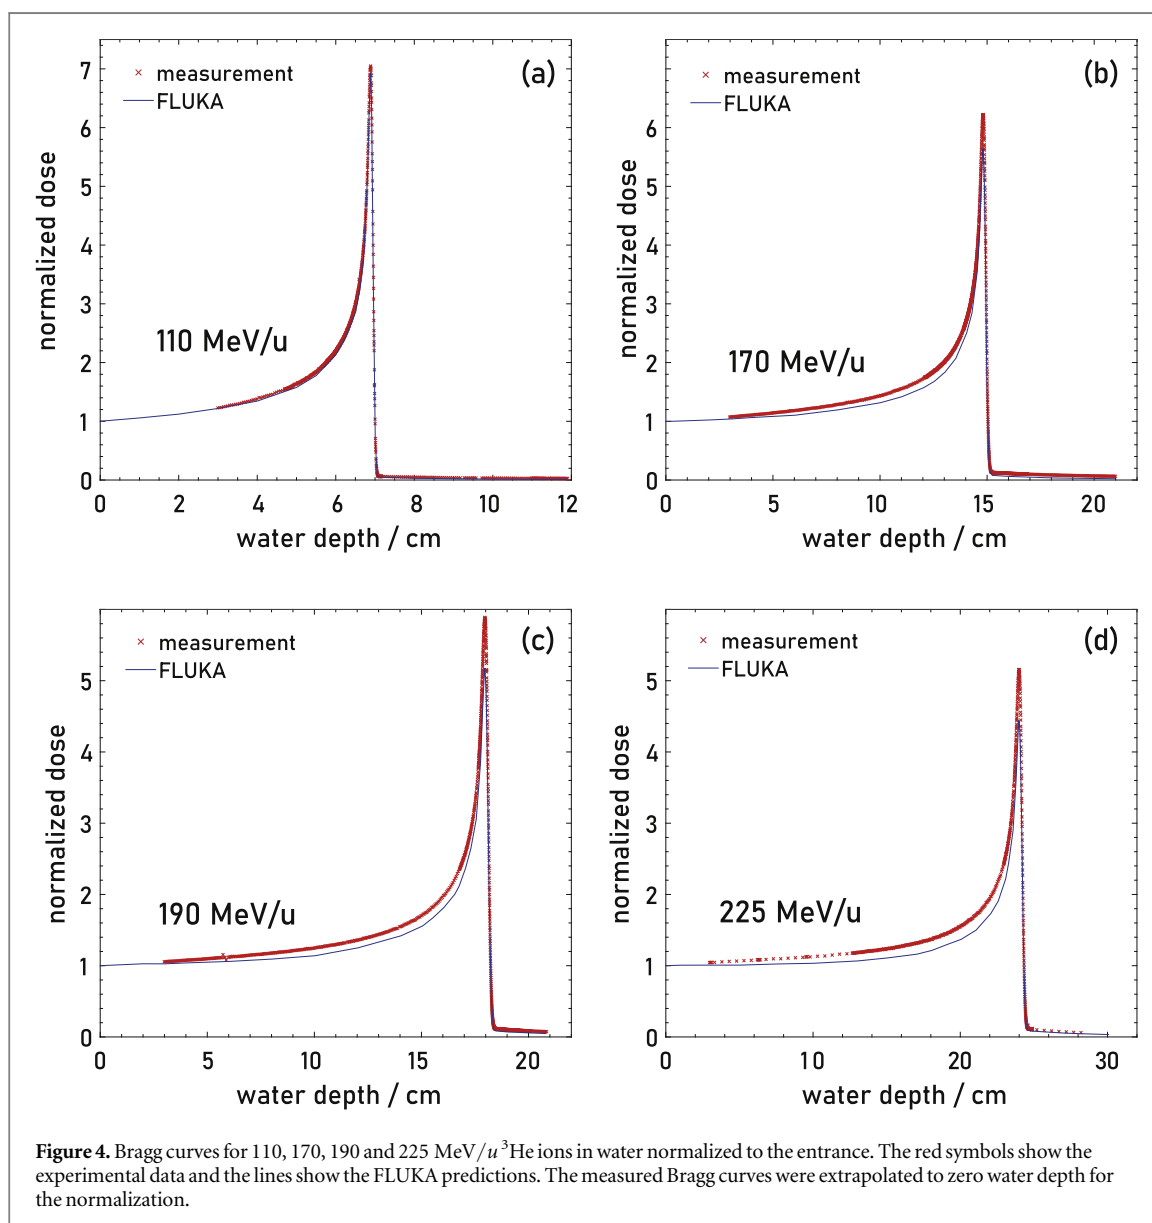 (a)
× measurement
— FLUKA
normalized dose
7
6
5
4
3
2
1
0
110 MeV/u
0 2 4 6 8 10 12
water depth / cm
(b)
× measurement
— FLUKA
normalized dose
6
5
4
3
2
1
0
170 MeV/u
0 5 10 15 20
water depth / cm
(c)
× measurement
— FLUKA
normalized dose
5
4
3
2
1
0
190 MeV/u
0 5 10 15 20
water depth / cm
(d)
× measurement
— FLUKA
normalized dose
5
4
3
2
1
0
225 MeV/u
0 10 20 30
water depth / cm
Figure 4. Bragg curves for 110, 170, 190 and 225 MeV/u ³He ions in water normalized to the entrance. The red symbols show the
experimental data and the lines show the FLUKA predictions. The measured Bragg curves were extrapolated to zero water depth for
the normalization.